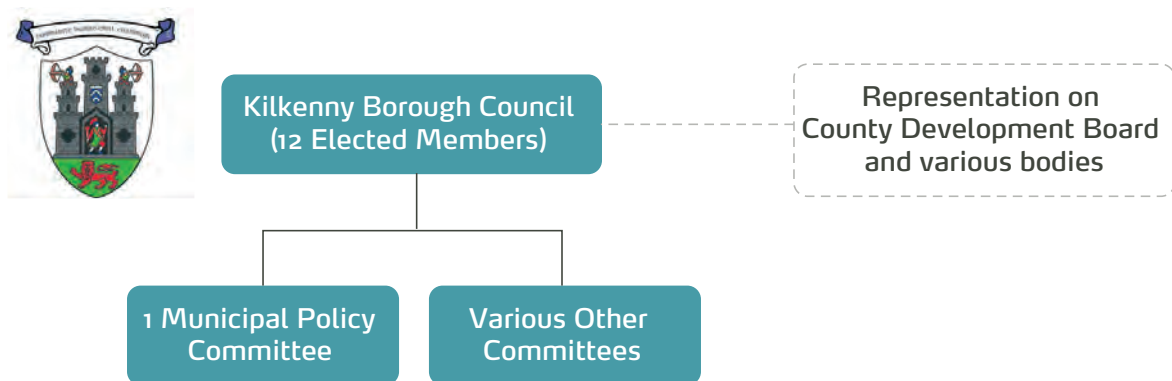 Kilkenny Borough Council
(12 Elected Members)
Representation on
County Development Board
and various bodies
1 Municipal Policy
Committee
Various Other
Committees